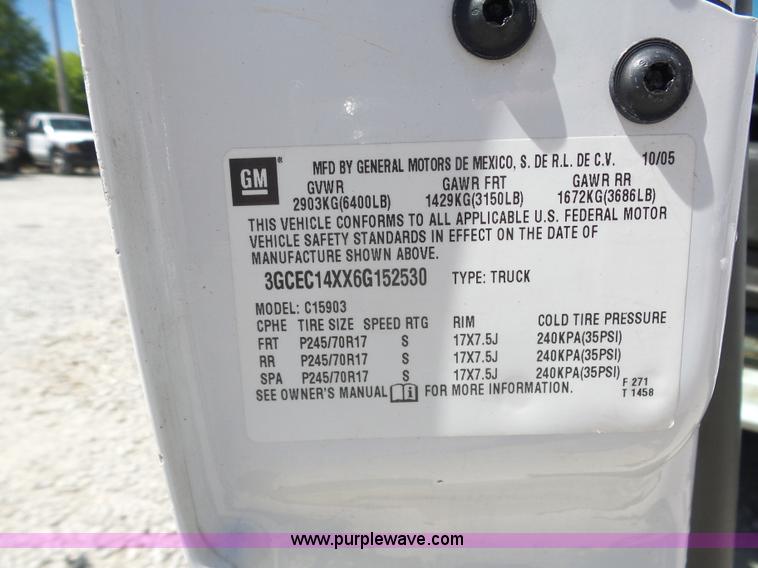 GM ® MFD BY GENERAL MOTORS DE MEXICO, S. DE R.L. DE C.V. 10/05
GVWR GAWR FRT GAWR RR
2903KG(6400LB) 1429KG(3150LB) 1672KG(3686LB)
THIS VEHICLE CONFORMS TO ALL APPLICABLE U.S. FEDERAL MOTOR
VEHICLE SAFETY STANDARDS IN EFFECT ON THE DATE OF
MANUFACTURE SHOWN ABOVE.
3GCEC14XX6G152530 TYPE: TRUCK
MODEL: C15903
CPHE TIRE SIZE SPEED RTG RIM COLD TIRE PRESSURE
FRT P245/70R17 S 17X7.5J 240KPA(35PSI)
RR P245/70R17 S 17X7.5J 240KPA(35PSI)
SPA P245/70R17 S 17X7.5J 240KPA(35PSI)
SEE OWNER'S MANUAL i FOR MORE INFORMATION. F 271
T 1458
www.purplewave.com